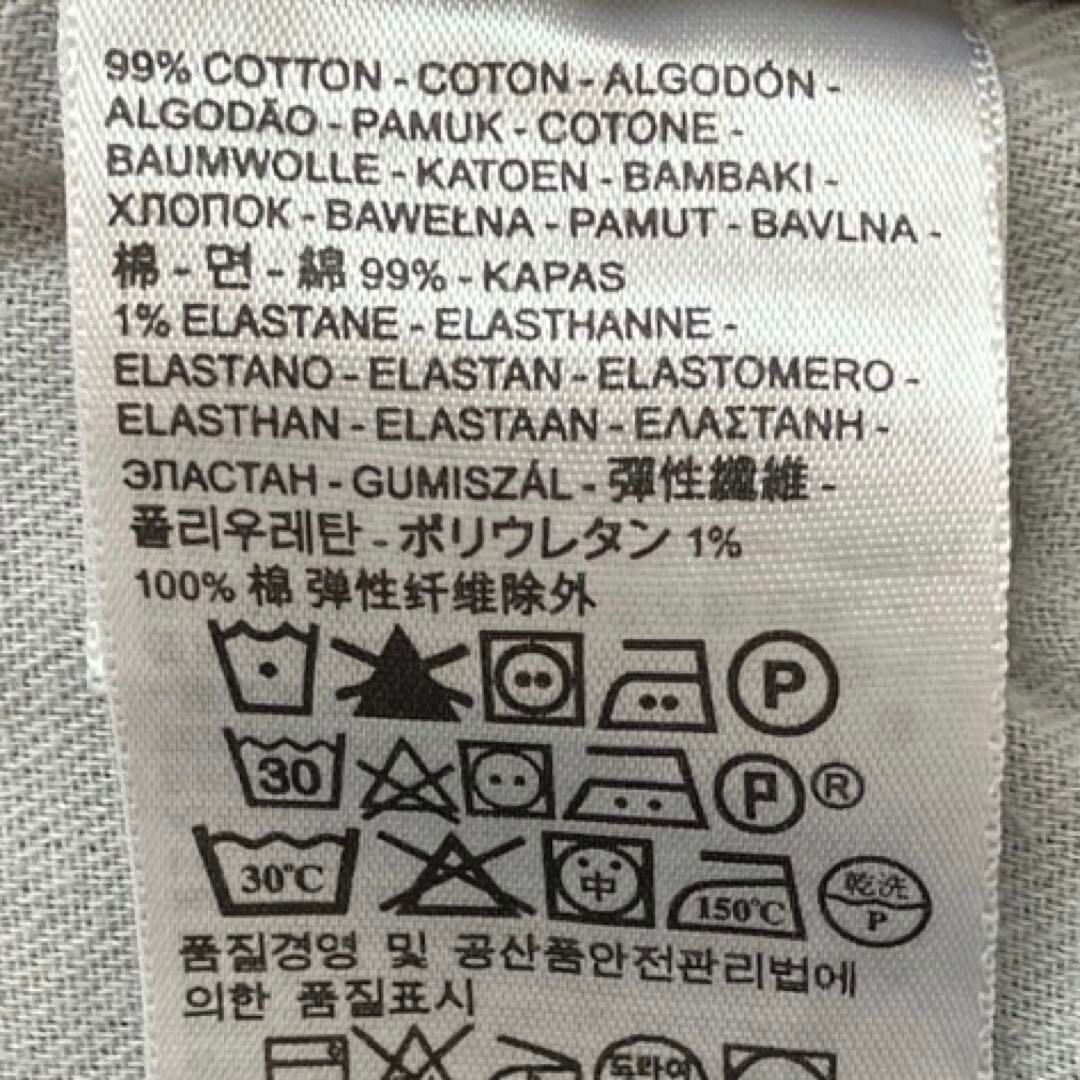 99% COTTON - COTON - ALGODÓN -
ALGODÃO - PAMUK - COTONE -
BAUMWOLLE - KATOEN - BAMBAKI -
ХЛОПОК - BAWEŁNA - PAMUT - BAVLNA -
棉 - 면 - 綿 99% - KAPAS
1% ELASTANE - ELASTHANNE -
ELASTANO - ELASTAN - ELASTOMERO -
ELASTHAN - ELASTAAN - ΕΛΑΣΤΑΝΗ -
ЭЛАСТАН - GUMISZÁL - 彈性纖維 -
폴리우레탄 - ポリウレタン 1%
100% 棉 弹性纤维除外
P
30 P ®
30°C 中 150°C 乾洗 P
품질경영 및 공산품안전관리법에
의한 품질표시
드라이